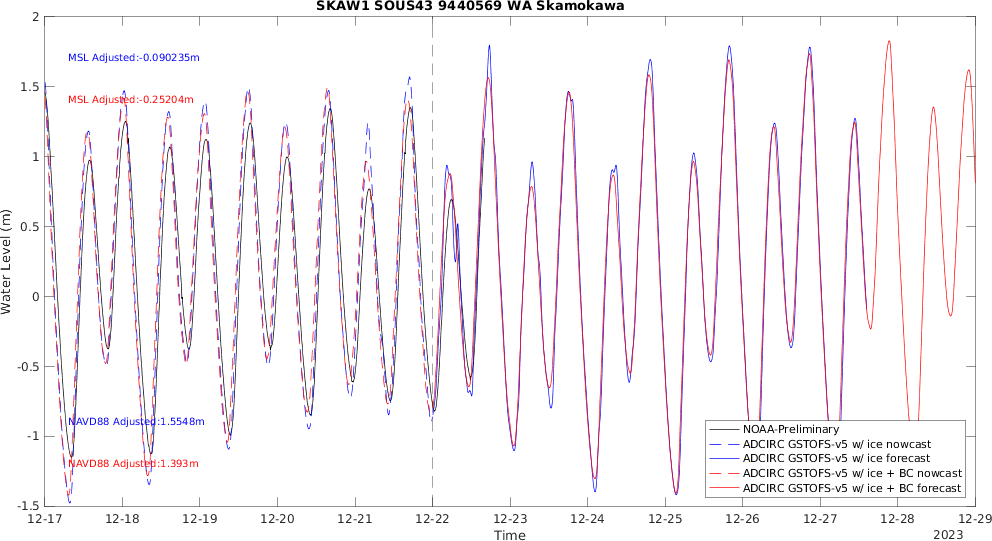 SKAW1 SOUS43 9440569 WA Skamokawa
2
1.5
1
0.5
0
-0.5
-1
-1.5
Water Level (m)
MSL Adjusted:-0.090235m
MSL Adjusted:-0.25204m
NAVD88 Adjusted:1.5548m
NAVD88 Adjusted:1.393m
NOAA-Preliminary
ADCIRC GSTOFS-v5 w/ ice nowcast
ADCIRC GSTOFS-v5 w/ ice forecast
ADCIRC GSTOFS-v5 w/ ice + BC nowcast
ADCIRC GSTOFS-v5 w/ ice + BC forecast
12-17 12-18 12-19 12-20 12-21 12-22 12-23 12-24 12-25 12-26 12-27 12-28 12-29
Time
2023